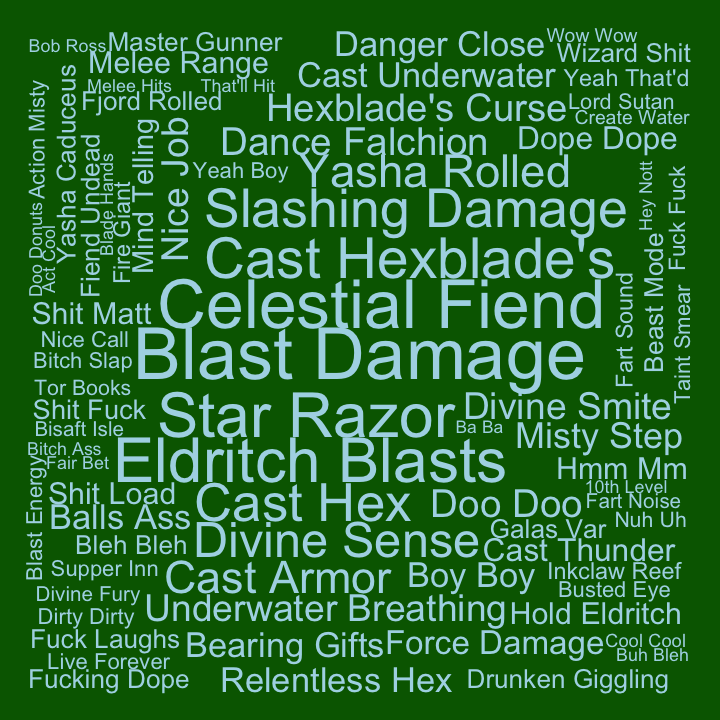 Bob Ross
Master Gunner
Danger Close
Wow Wow
Wizard Shit
Melee Range
Cast Underwater
Yeah That'd
Melee Hits
That'll Hit
Fjord Rolled
Hexblade's Curse
Lord Sutan
Create Water
Dance Falchion
Dope Dope
Yeah Boy
Yasha Rolled
Slashing Damage
Cast Hexblade's
Celestial Fiend
Blast Damage
Action Misty
Doo Donuts
Act Cool
Yasha Caduceus
Fiend Undead
Blade Hands
Fire Giant
Mind Telling
Nice Job
Hey Nott
Fuck Fuck
Beast Mode
Fart Sound
Taint Smear
Shit Matt
Nice Call
Bitch Slap
Tor Books
Shit Fuck
Bisaft Isle
Star Razor
Divine Smite
Ba Ba
Misty Step
Bitch Ass
Fair Bet
Eldritch Blasts
Hmm Mm
Blast Energy
Shit Load
Cast Hex
Doo Doo
10th Level
Fart Noise
Balls Ass
Galas Var
Nuh Uh
Bleh Bleh
Divine Sense
Cast Thunder
Supper Inn
Cast Armor
Boy Boy
Inkclaw Reef
Busted Eye
Divine Fury
Dirty Dirty
Underwater Breathing
Hold Eldritch
Fuck Laughs
Bearing Gifts
Force Damage
Cool Cool
Buh Bleh
Live Forever
Fucking Dope
Relentless Hex
Drunken Giggling